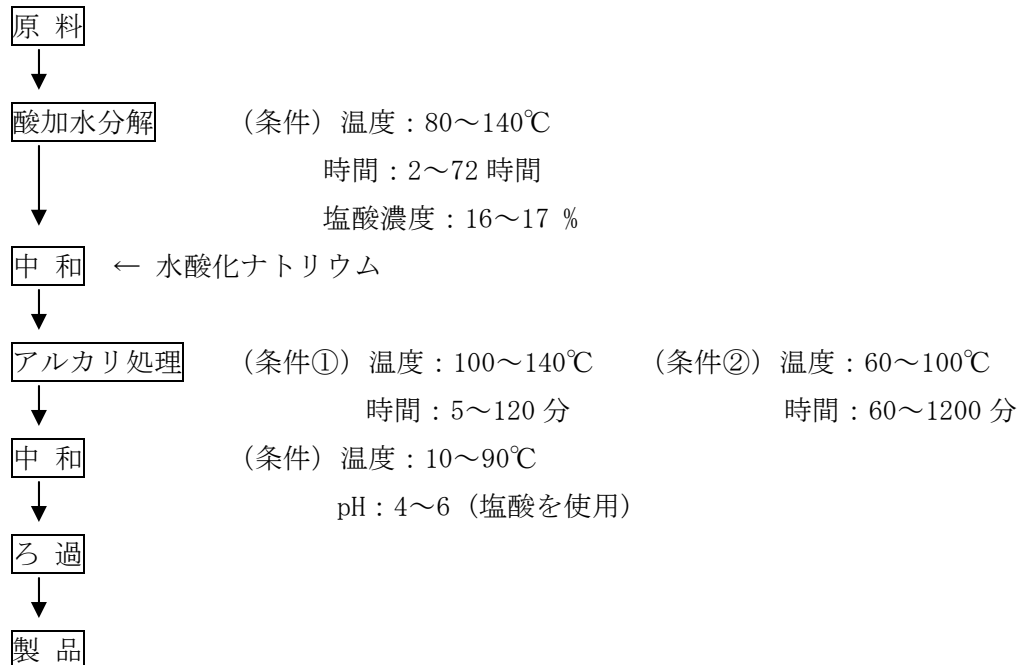 原 料
酸加水分解 (条件) 温度：80～140℃
時間：2～72 時間
塩酸濃度：16～17 %
中 和 ← 水酸化ナトリウム
アルカリ処理 (条件①) 温度：100～140℃ (条件②) 温度：60～100℃
時間：5～120 分 時間：60～1200 分
中 和 (条件) 温度：10～90℃
pH：4～6 (塩酸を使用)
ろ 過
製 品